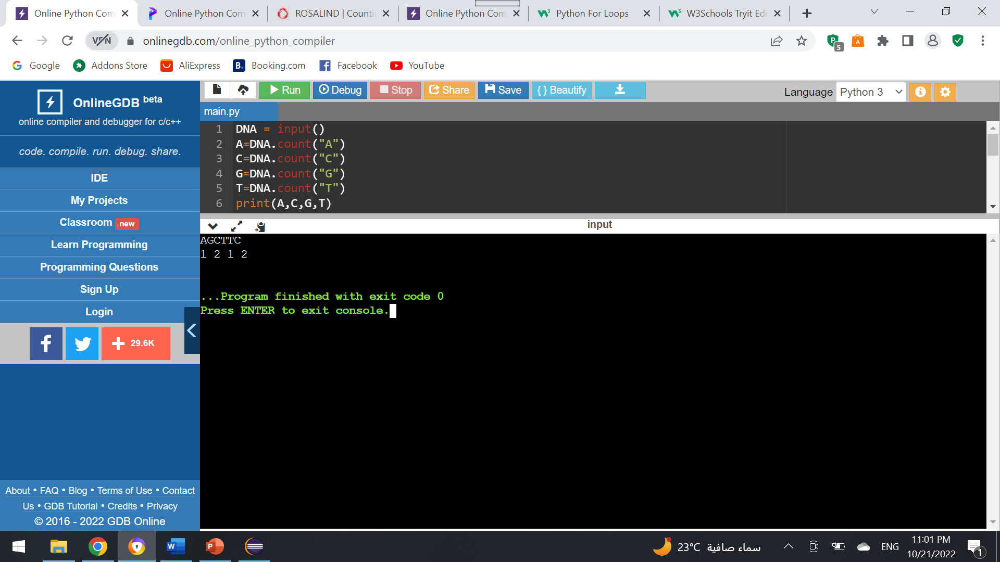 Online Python Com
Online Python Com
ROSALIND | Counti
Online Python Com
Python For Loops
W3Schools Tryit Edi
VPN
onlinegdb.com/online_python_compiler
P
5
A
Google
Addons Store
AliExpress
B.
Booking.com
Facebook
YouTube
OnlineGDB beta
online compiler and debugger for c/c++
code. compile. run. debug. share.
IDE
My Projects
Classroom new
Learn Programming
Programming Questions
Sign Up
Login
29.6K
About • FAQ • Blog • Terms of Use • Contact
Us • GDB Tutorial • Credits • Privacy
© 2016 - 2022 GDB Online
Run
Debug
Stop
Share
Save
{ } Beautify
Language Python 3
main.py
1 DNA = input()
2 A=DNA.count("A")
3 C=DNA.count("C")
4 G=DNA.count("G")
5 T=DNA.count("T")
6 print(A,C,G,T)
input
AGCTTC
1 2 1 2
...Program finished with exit code 0
Press ENTER to exit console.
W
P
23°C سماء صافية
ENG
11:01 PM
10/21/2022
1